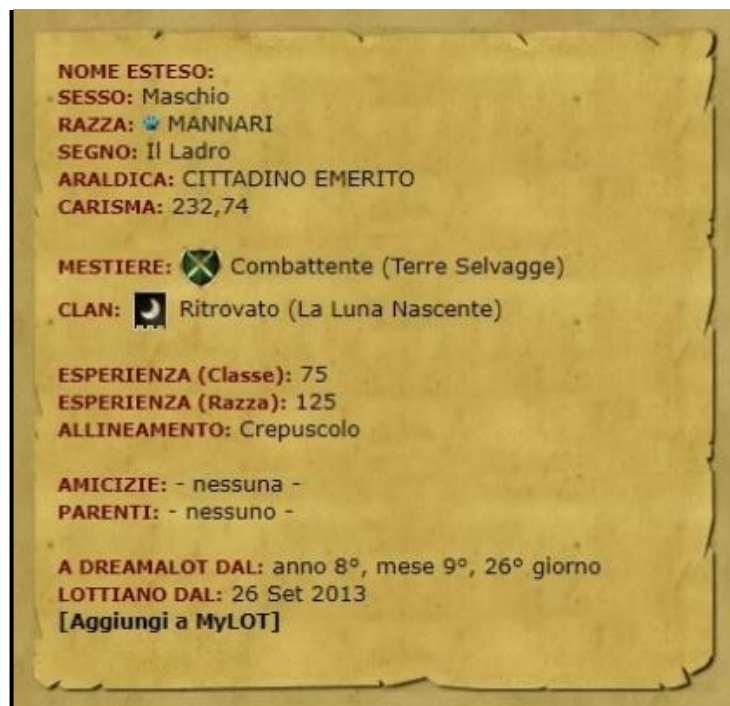 NOME ESTESO:
SESSO: Maschio
RAZZA: MANNARI
SEGNO: Il Ladro
ARALDICA: CITTADINO EMERITO
CARISMA: 232,74
MESTIERE: Combattente (Terre Selvagge)
CLAN: Ritrovato (La Luna Nascente)
ESPERIENZA (Classe): 75
ESPERIENZA (Razza): 125
ALLINEAMENTO: Crepuscolo
AMICIZIE: - nessuna -
PARENTI: - nessuno -
A DREAMALOT DAL: anno 8°, mese 9°, 26° giorno
LOTTIANO DAL: 26 Set 2013
[Aggiungi a MyLOT]